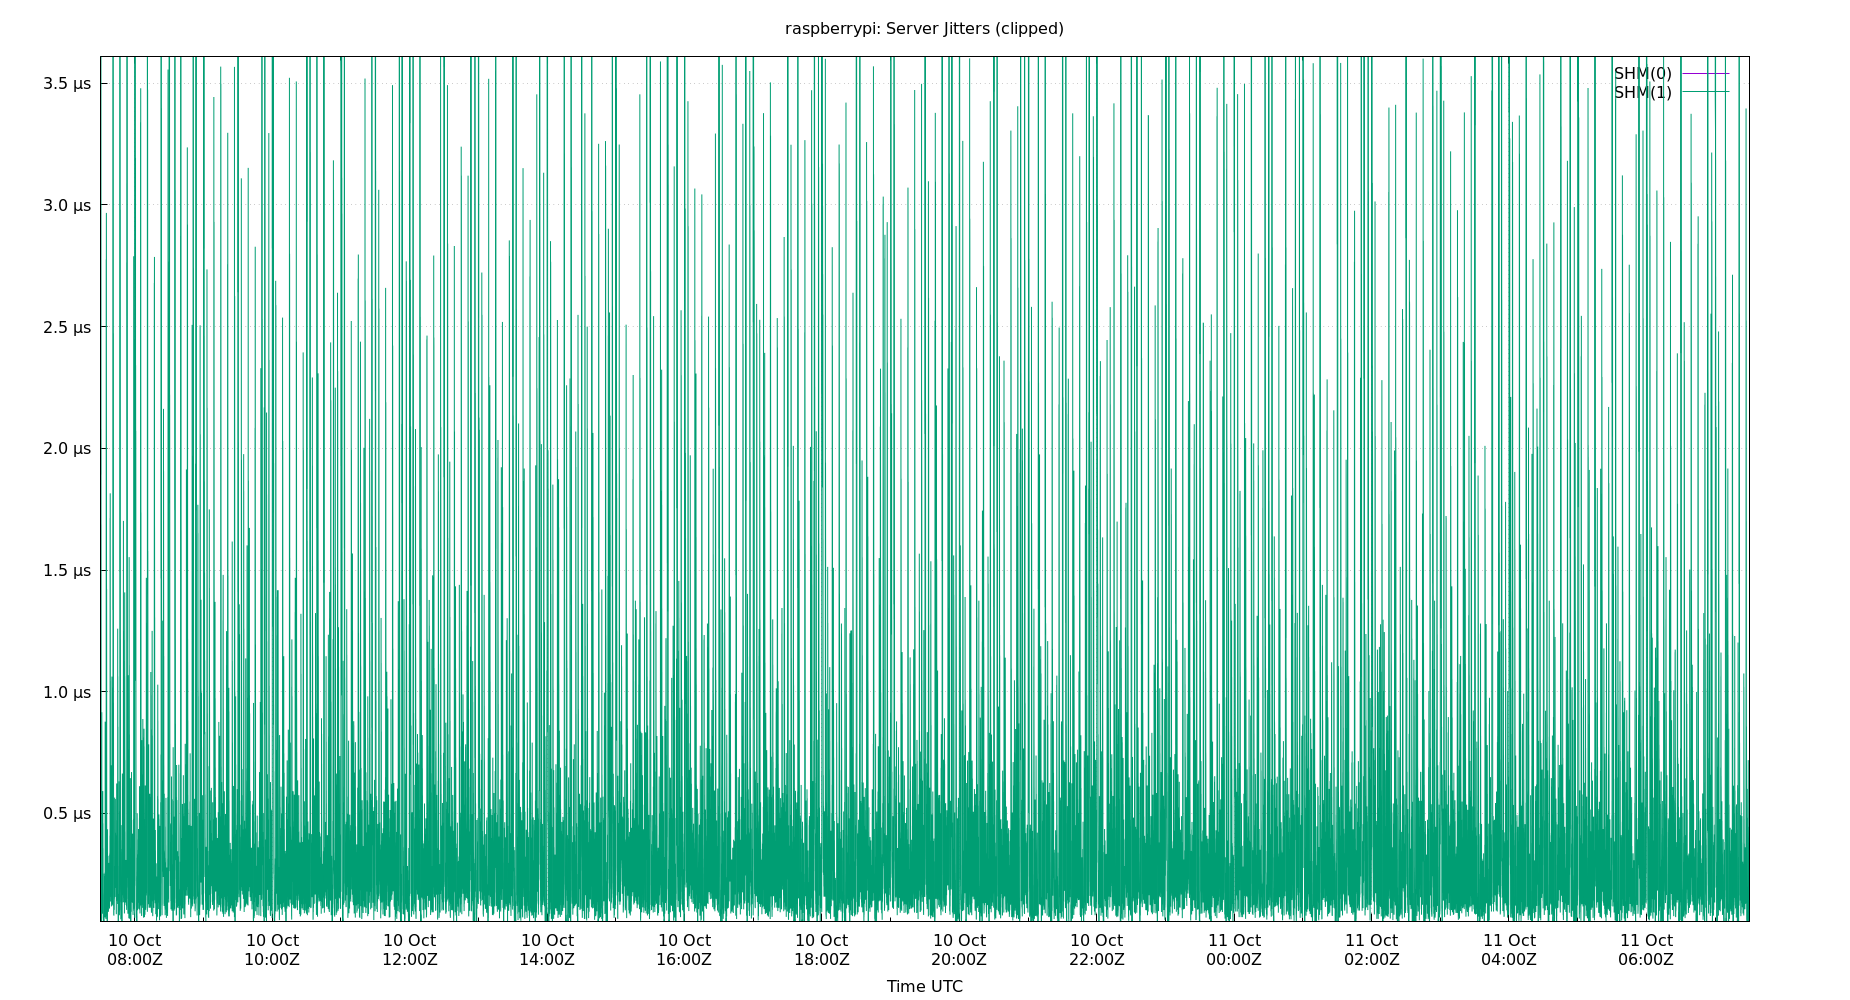 raspberrypi: Server Jitters (clipped)
SHM(0)
SHM(1)
3.5 µs
3.0 µs
2.5 µs
2.0 µs
1.5 µs
1.0 µs
0.5 µs
10 Oct 10 Oct 10 Oct 10 Oct 10 Oct 10 Oct 10 Oct 10 Oct 11 Oct 11 Oct 11 Oct 11 Oct
08:00Z 10:00Z 12:00Z 14:00Z 16:00Z 18:00Z 20:00Z 22:00Z 00:00Z 02:00Z 04:00Z 06:00Z
Time UTC